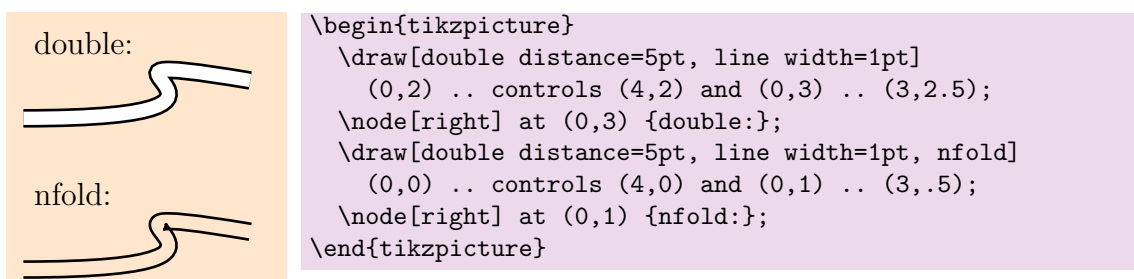 double:
nfold:
\begin{tikzpicture}
  \draw[double distance=5pt, line width=1pt]
    (0,2) .. controls (4,2) and (0,3) .. (3,2.5);
  \node[right] at (0,3) {double:};
  \draw[double distance=5pt, line width=1pt, nfold]
    (0,0) .. controls (4,0) and (0,1) .. (3,.5);
  \node[right] at (0,1) {nfold:};
\end{tikzpicture}